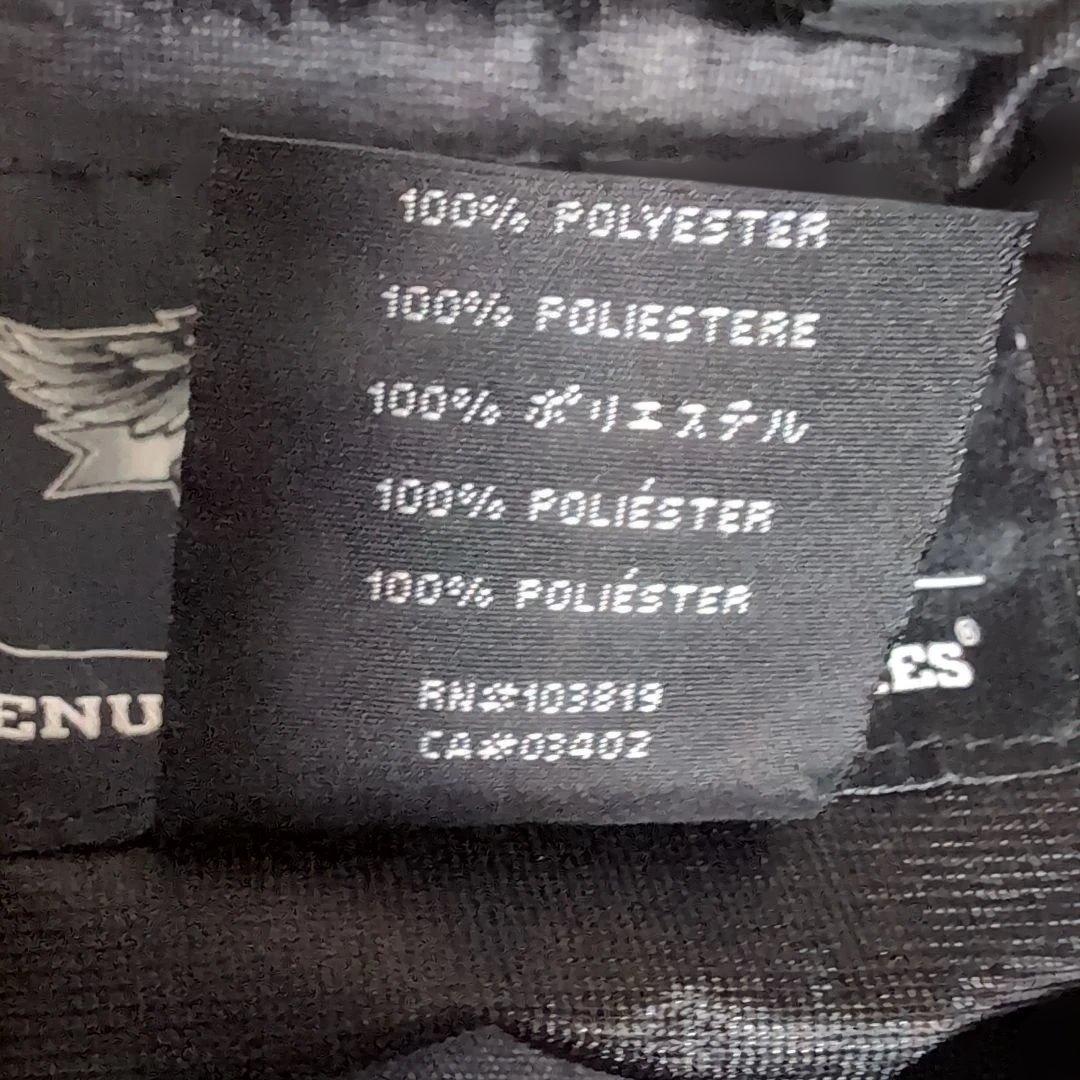 100% POLYESTER
100% POLIESTERE
100% ポリエステル
100% POLIÉSTER
100% POLIÉSTER
RN#103819
CA#03402
ENU
ES®